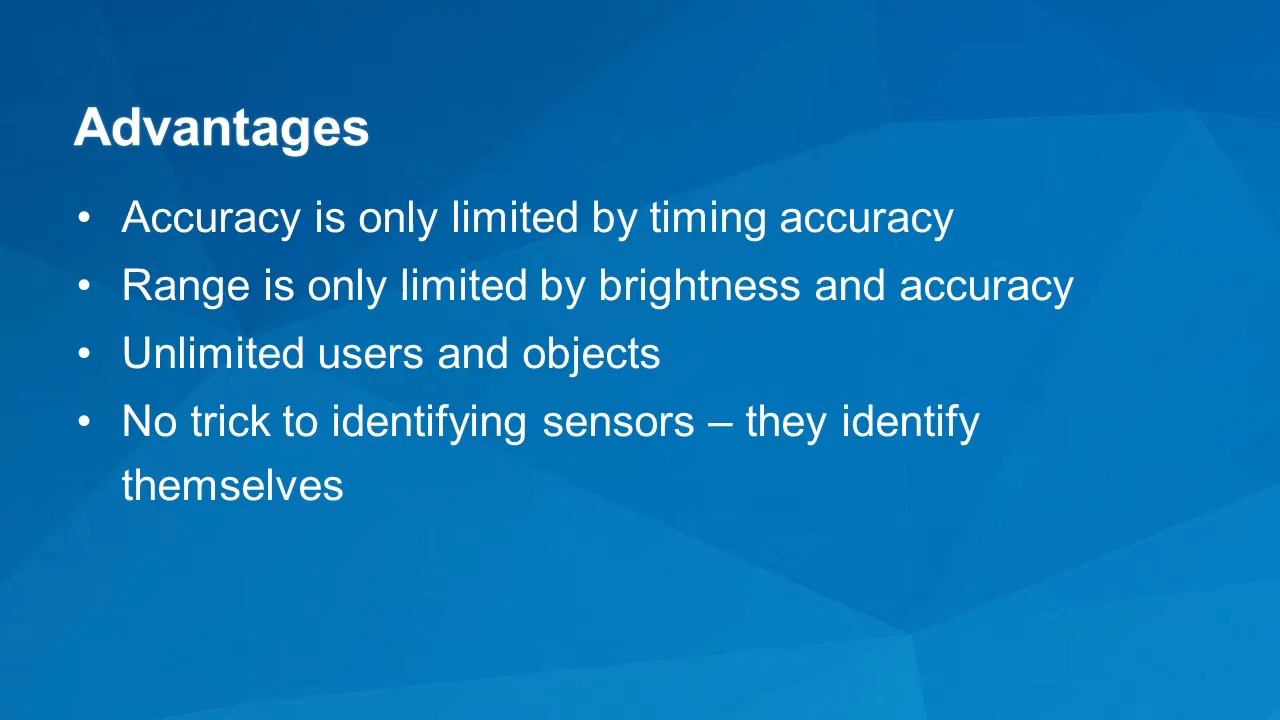 Advantages
• Accuracy is only limited by timing accuracy
• Range is only limited by brightness and accuracy
• Unlimited users and objects
• No trick to identifying sensors – they identify
themselves